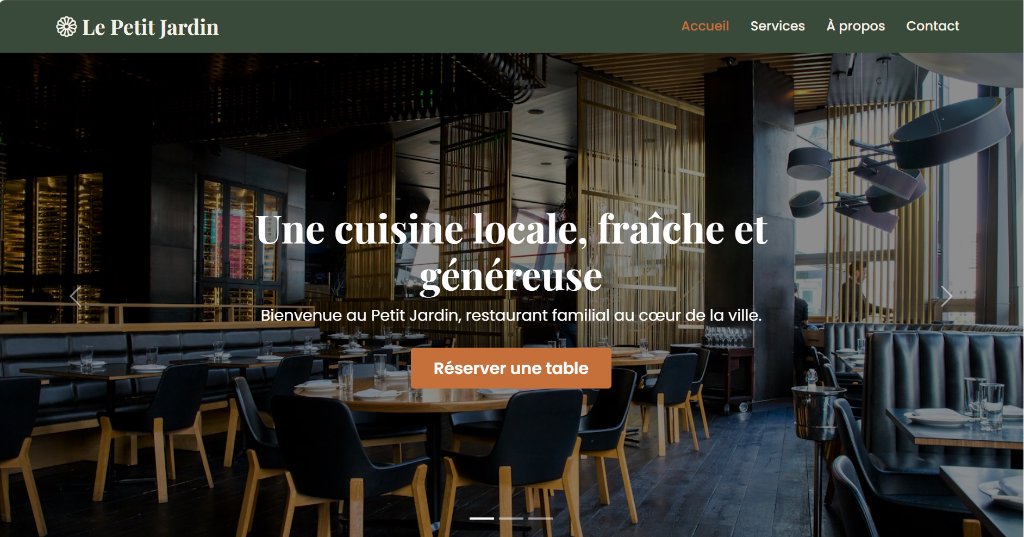 Le Petit Jardin
Accueil Services À propos Contact
Une cuisine locale, fraîche et
généreuse
Bienvenue au Petit Jardin, restaurant familial au cœur de la ville.
Réserver une table